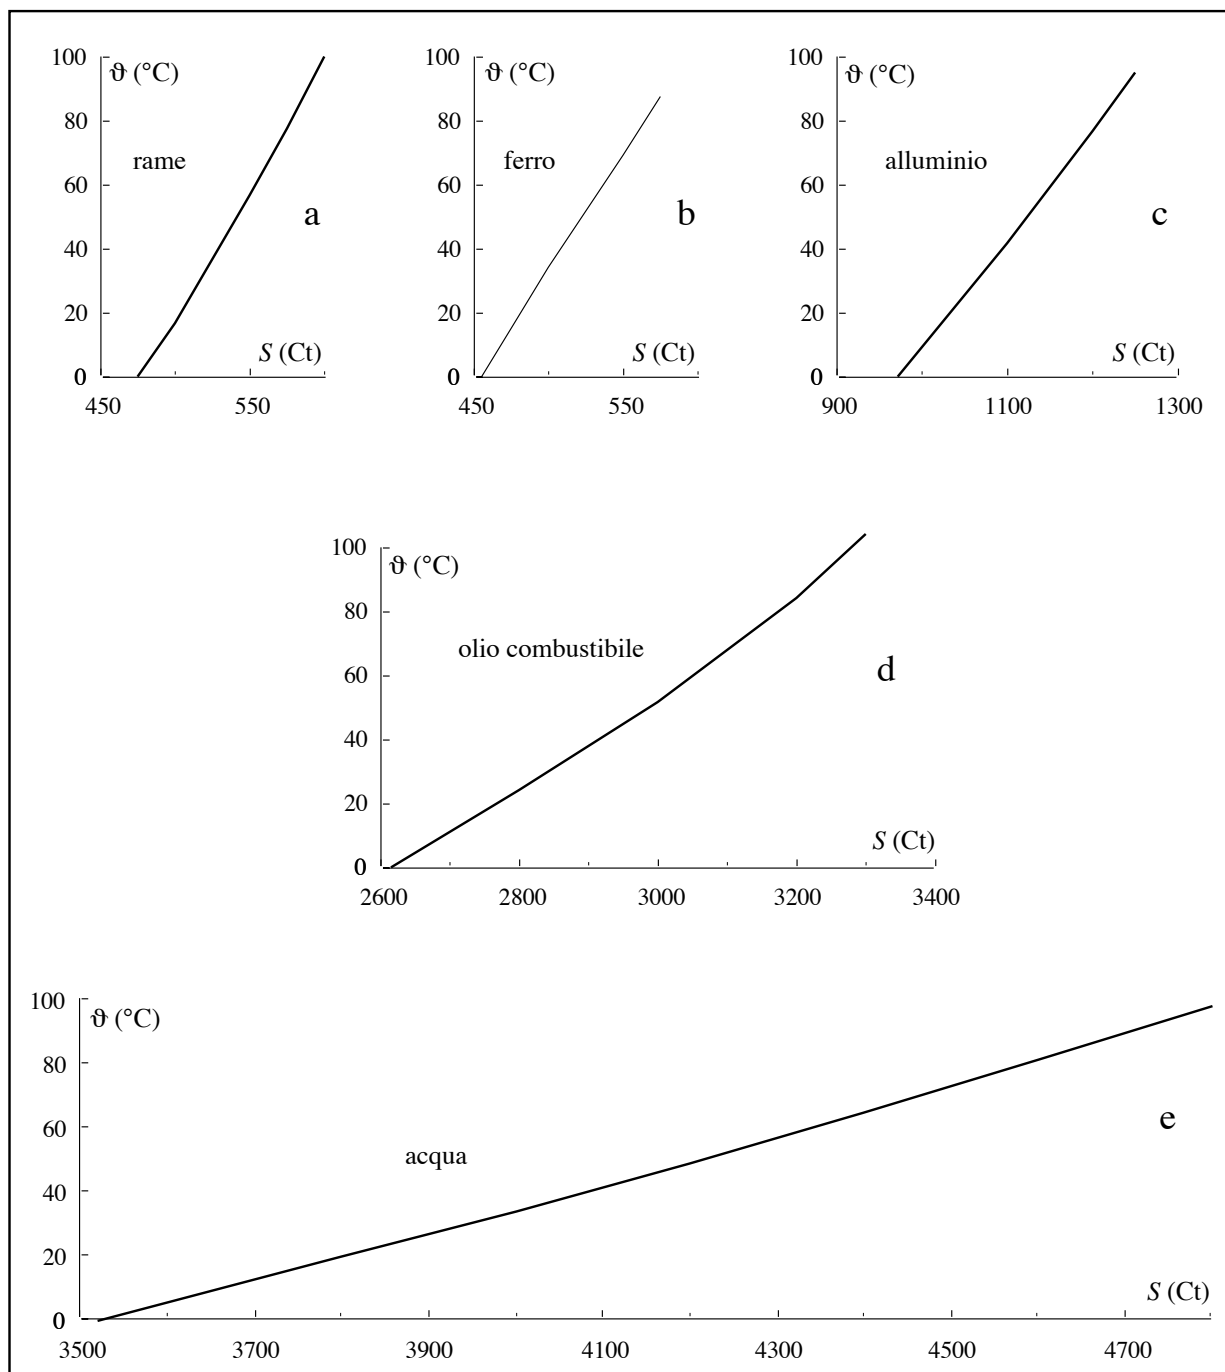 100 ϑ (°C)
80
rame
60
a
40
20
S (Ct)
0
450 550
100 ϑ (°C)
80
ferro
60
b
40
20
S (Ct)
0
450 550
100 ϑ (°C)
80
alluminio
60
c
40
20
S (Ct)
0
900 1100 1300
100 ϑ (°C)
80
olio combustibile
60
d
40
20
S (Ct)
0
2600 2800 3000 3200 3400
100 ϑ (°C)
80
60
e
acqua
40
20
S (Ct)
0
3500 3700 3900 4100 4300 4500 4700